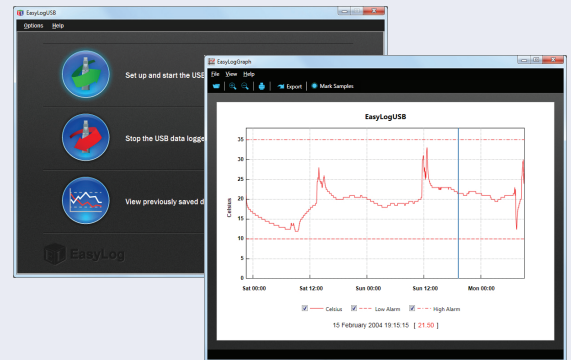 EasyLogUSB
Options Help
Set up and start the USB
Stop the USB data logge
View previously saved d
EasyLog
EasyLogGraph
File View Help
Export Mark Samples
EasyLogUSB
Celsius
35
30
25
20
15
10
5
0
Sat 00:00 Sat 12:00 Sun 00:00 Sun 12:00 Mon 00:00
Celsius Low Alarm High Alarm
15 February 2004 19:15:15 [ 21.50 ]